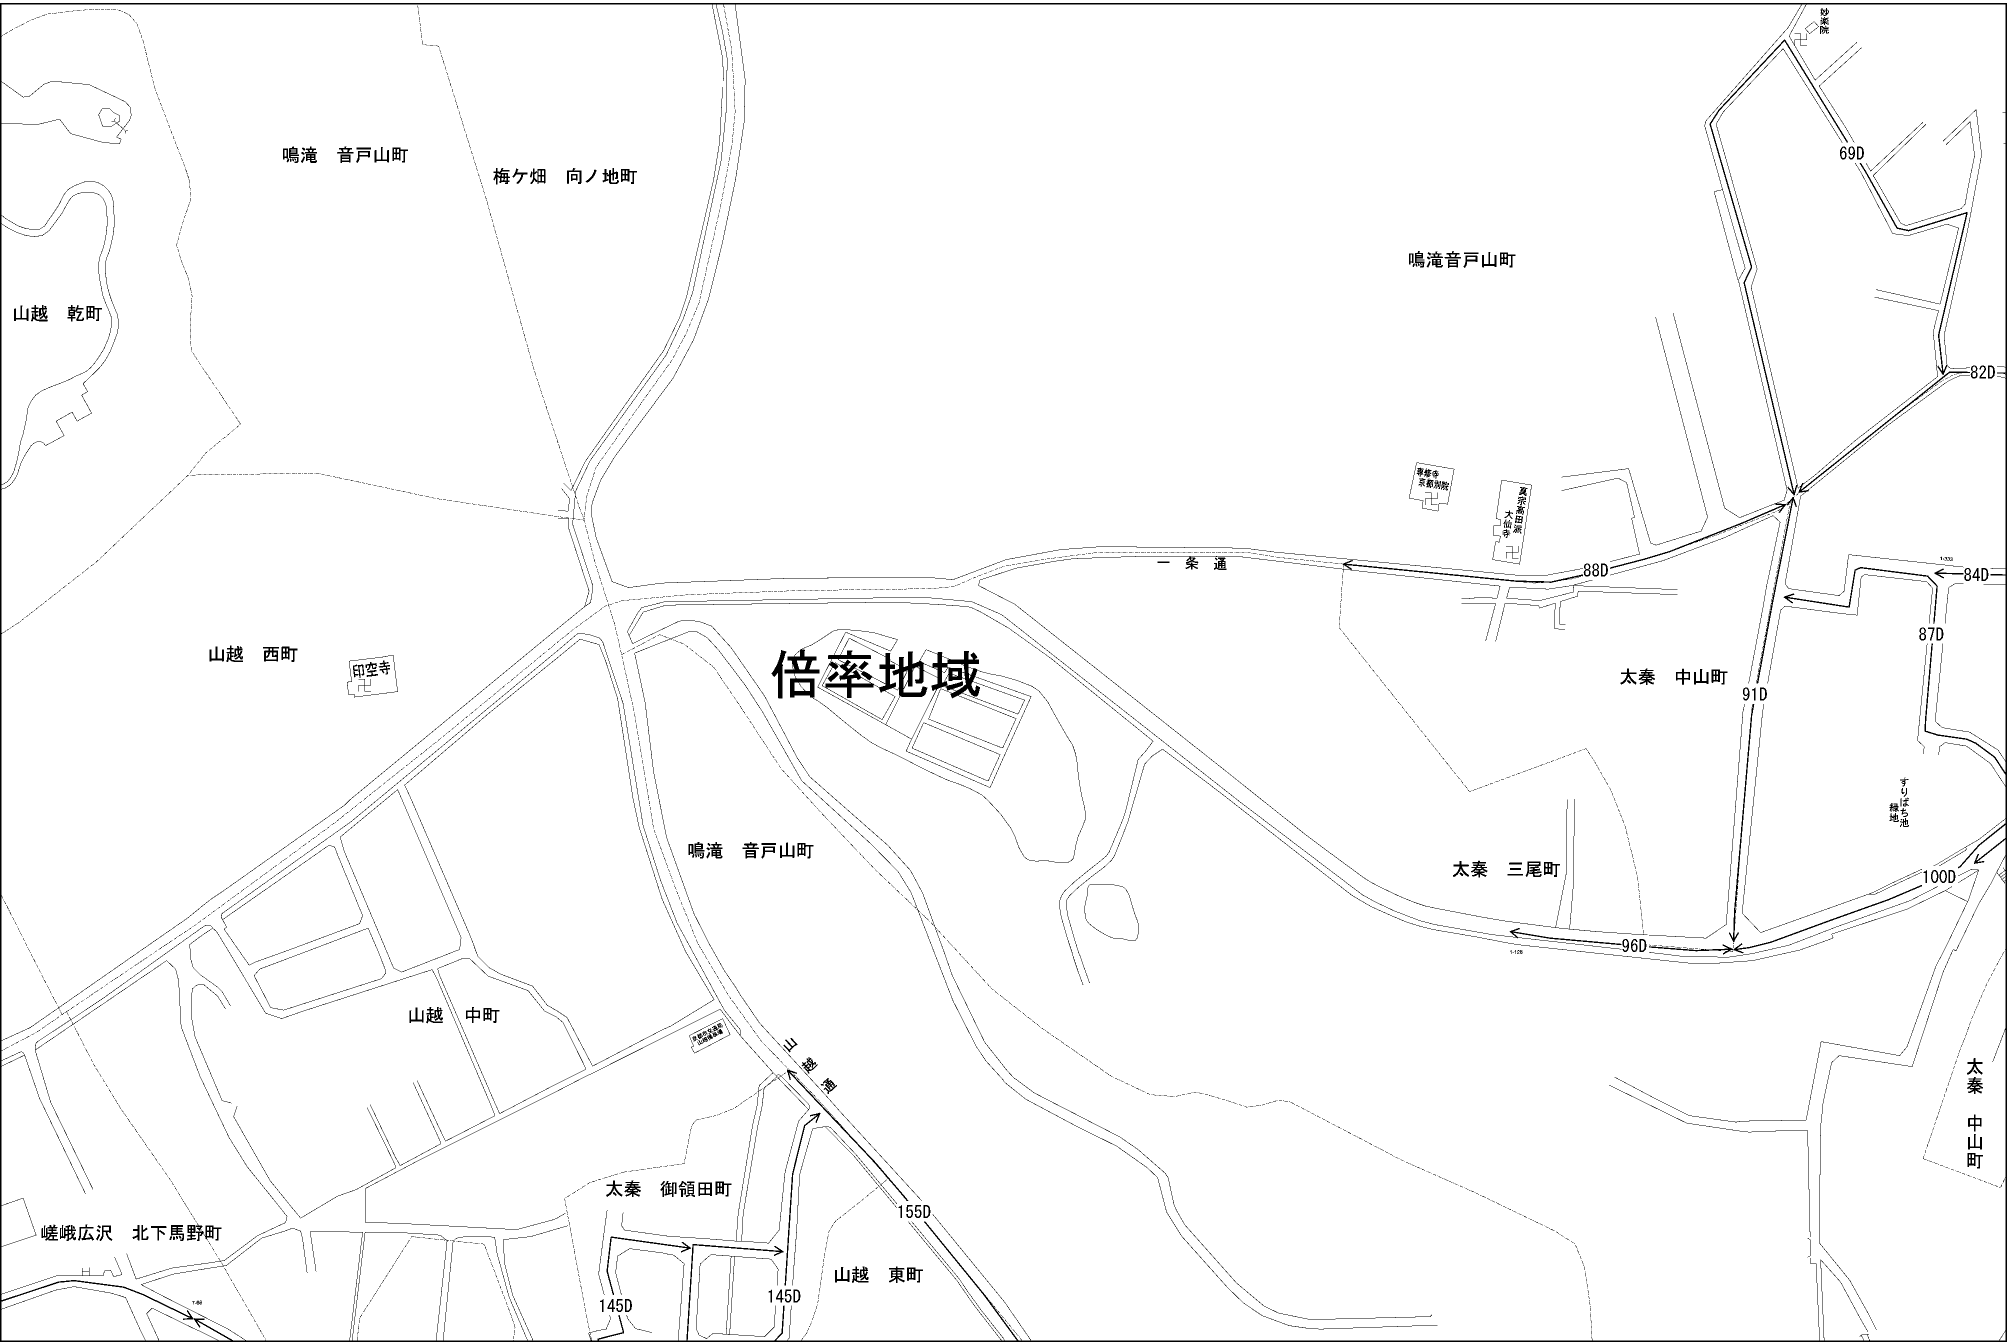 妙楽院
鳴滝　音戸山町
梅ケ畑　向ノ地町
69D
鳴滝音戸山町
山越　乾町
82D
専修寺
京都別院
真宗高田派
大仙寺
一条通
88D
1-333
84D
87D
山越　西町
印空寺
倍率地域
太秦　中山町
91D
すりばち池
緑地
鳴滝　音戸山町
太秦　三尾町
100D
96D
1-126
山越　中町
山越通
太秦　中山町
太秦　御領田町
155D
嵯峨広沢　北下馬野町
山越　東町
145D
145D